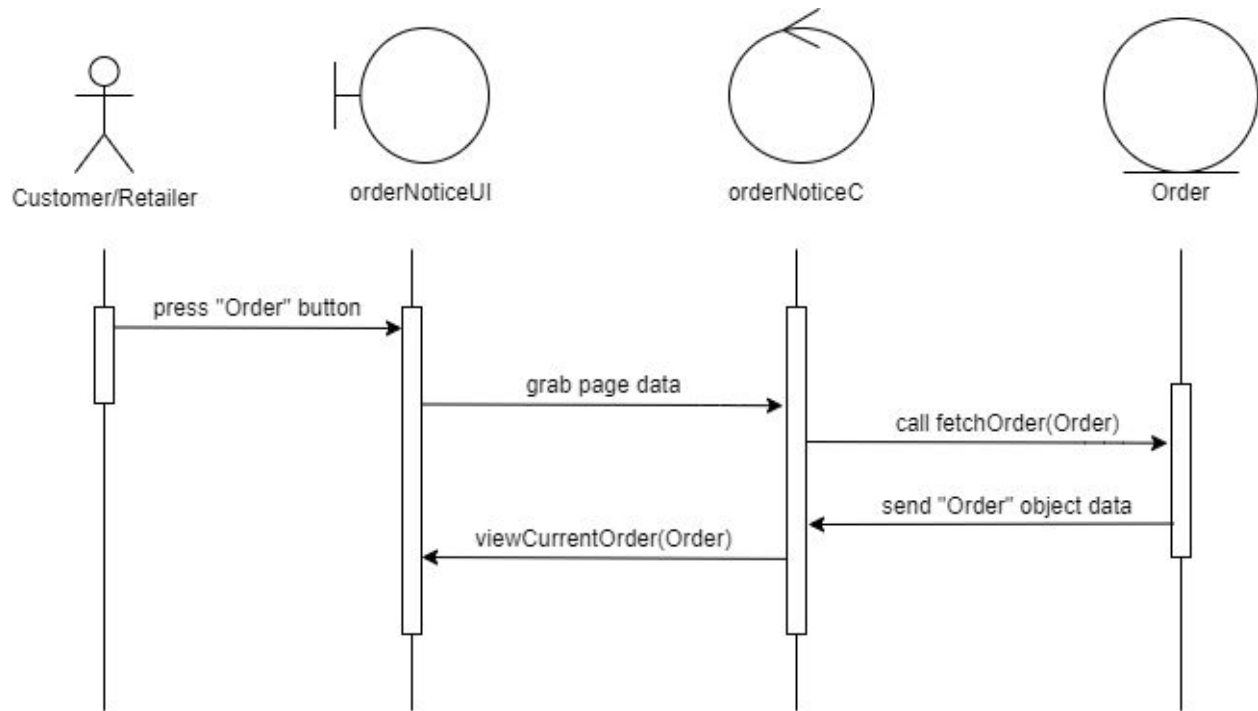 Customer/Retailer
orderNoticeUI
orderNoticeC
Order
press "Order" button
grab page data
call fetchOrder(Order)
send "Order" object data
viewCurrentOrder(Order)